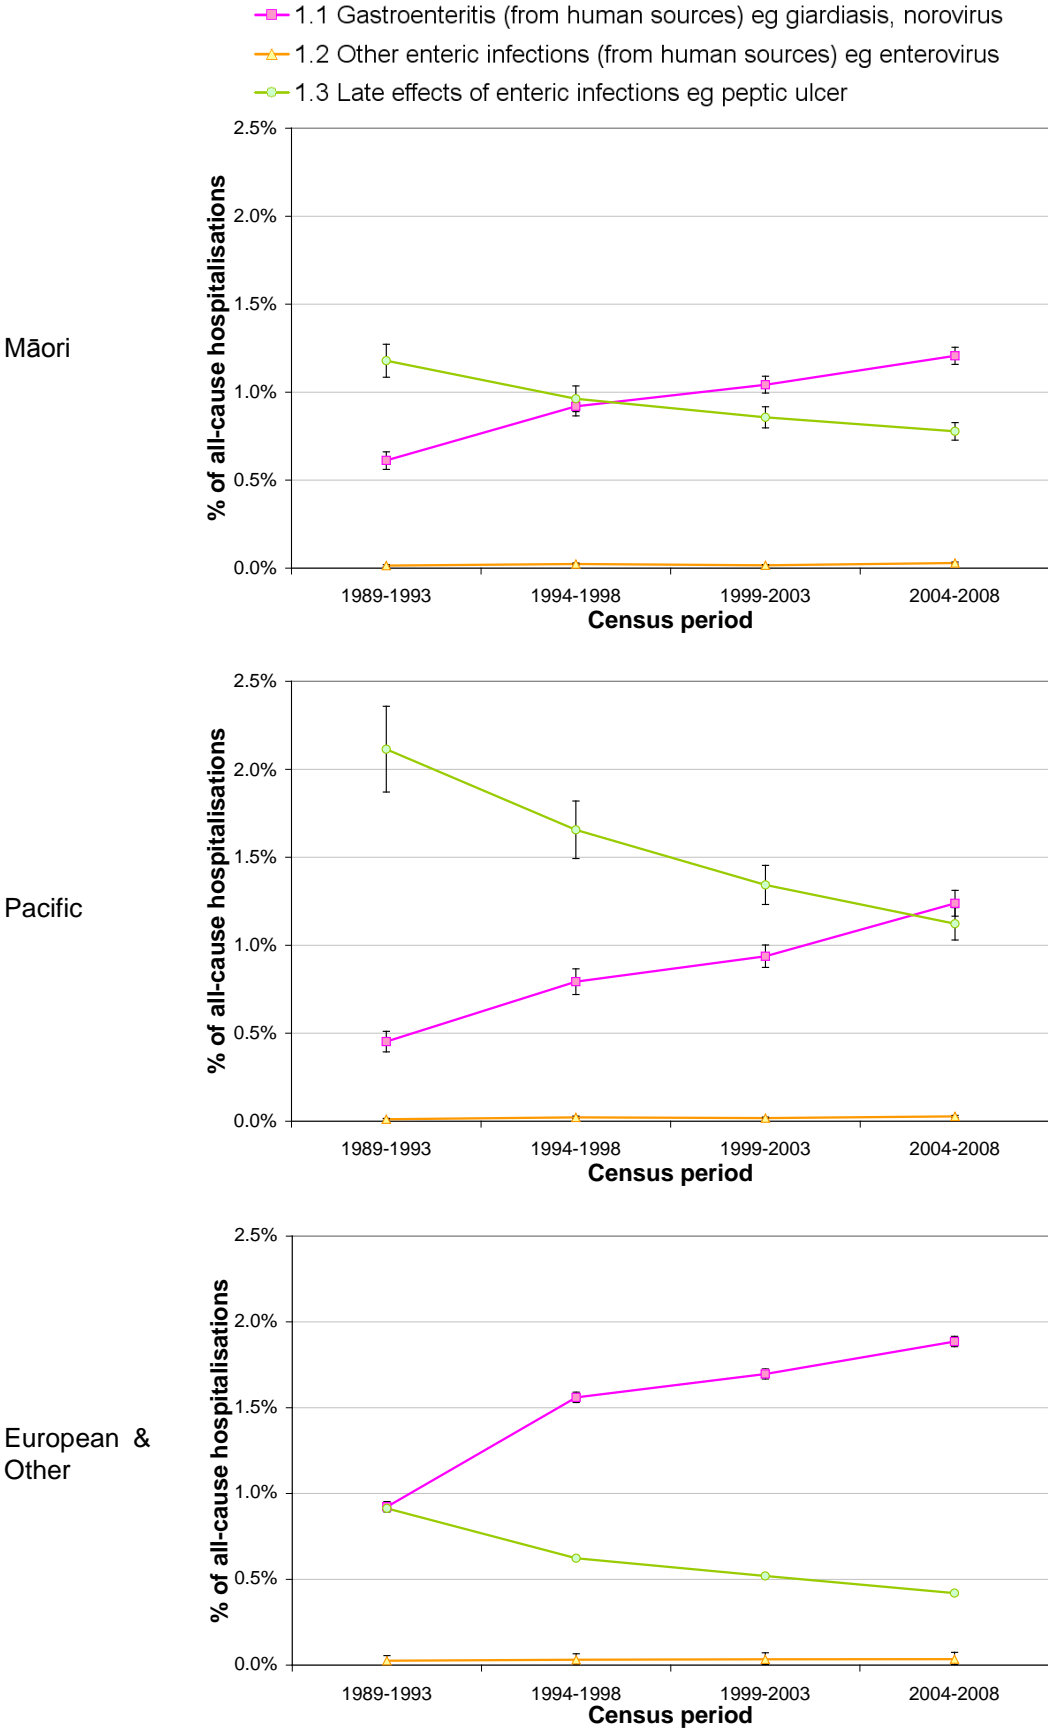 1.1 Gastroenteritis (from human sources) eg giardiasis, norovirus
1.2 Other enteric infections (from human sources) eg enterovirus
1.3 Late effects of enteric infections eg peptic ulcer
Māori
% of all-cause hospitalisations
2.5%
2.0%
1.5%
1.0%
0.5%
0.0%
1989-1993 1994-1998 1999-2003 2004-2008
Census period
Pacific
% of all-cause hospitalisations
2.5%
2.0%
1.5%
1.0%
0.5%
0.0%
1989-1993 1994-1998 1999-2003 2004-2008
Census period
European &
Other
% of all-cause hospitalisations
2.5%
2.0%
1.5%
1.0%
0.5%
0.0%
1989-1993 1994-1998 1999-2003 2004-2008
Census period